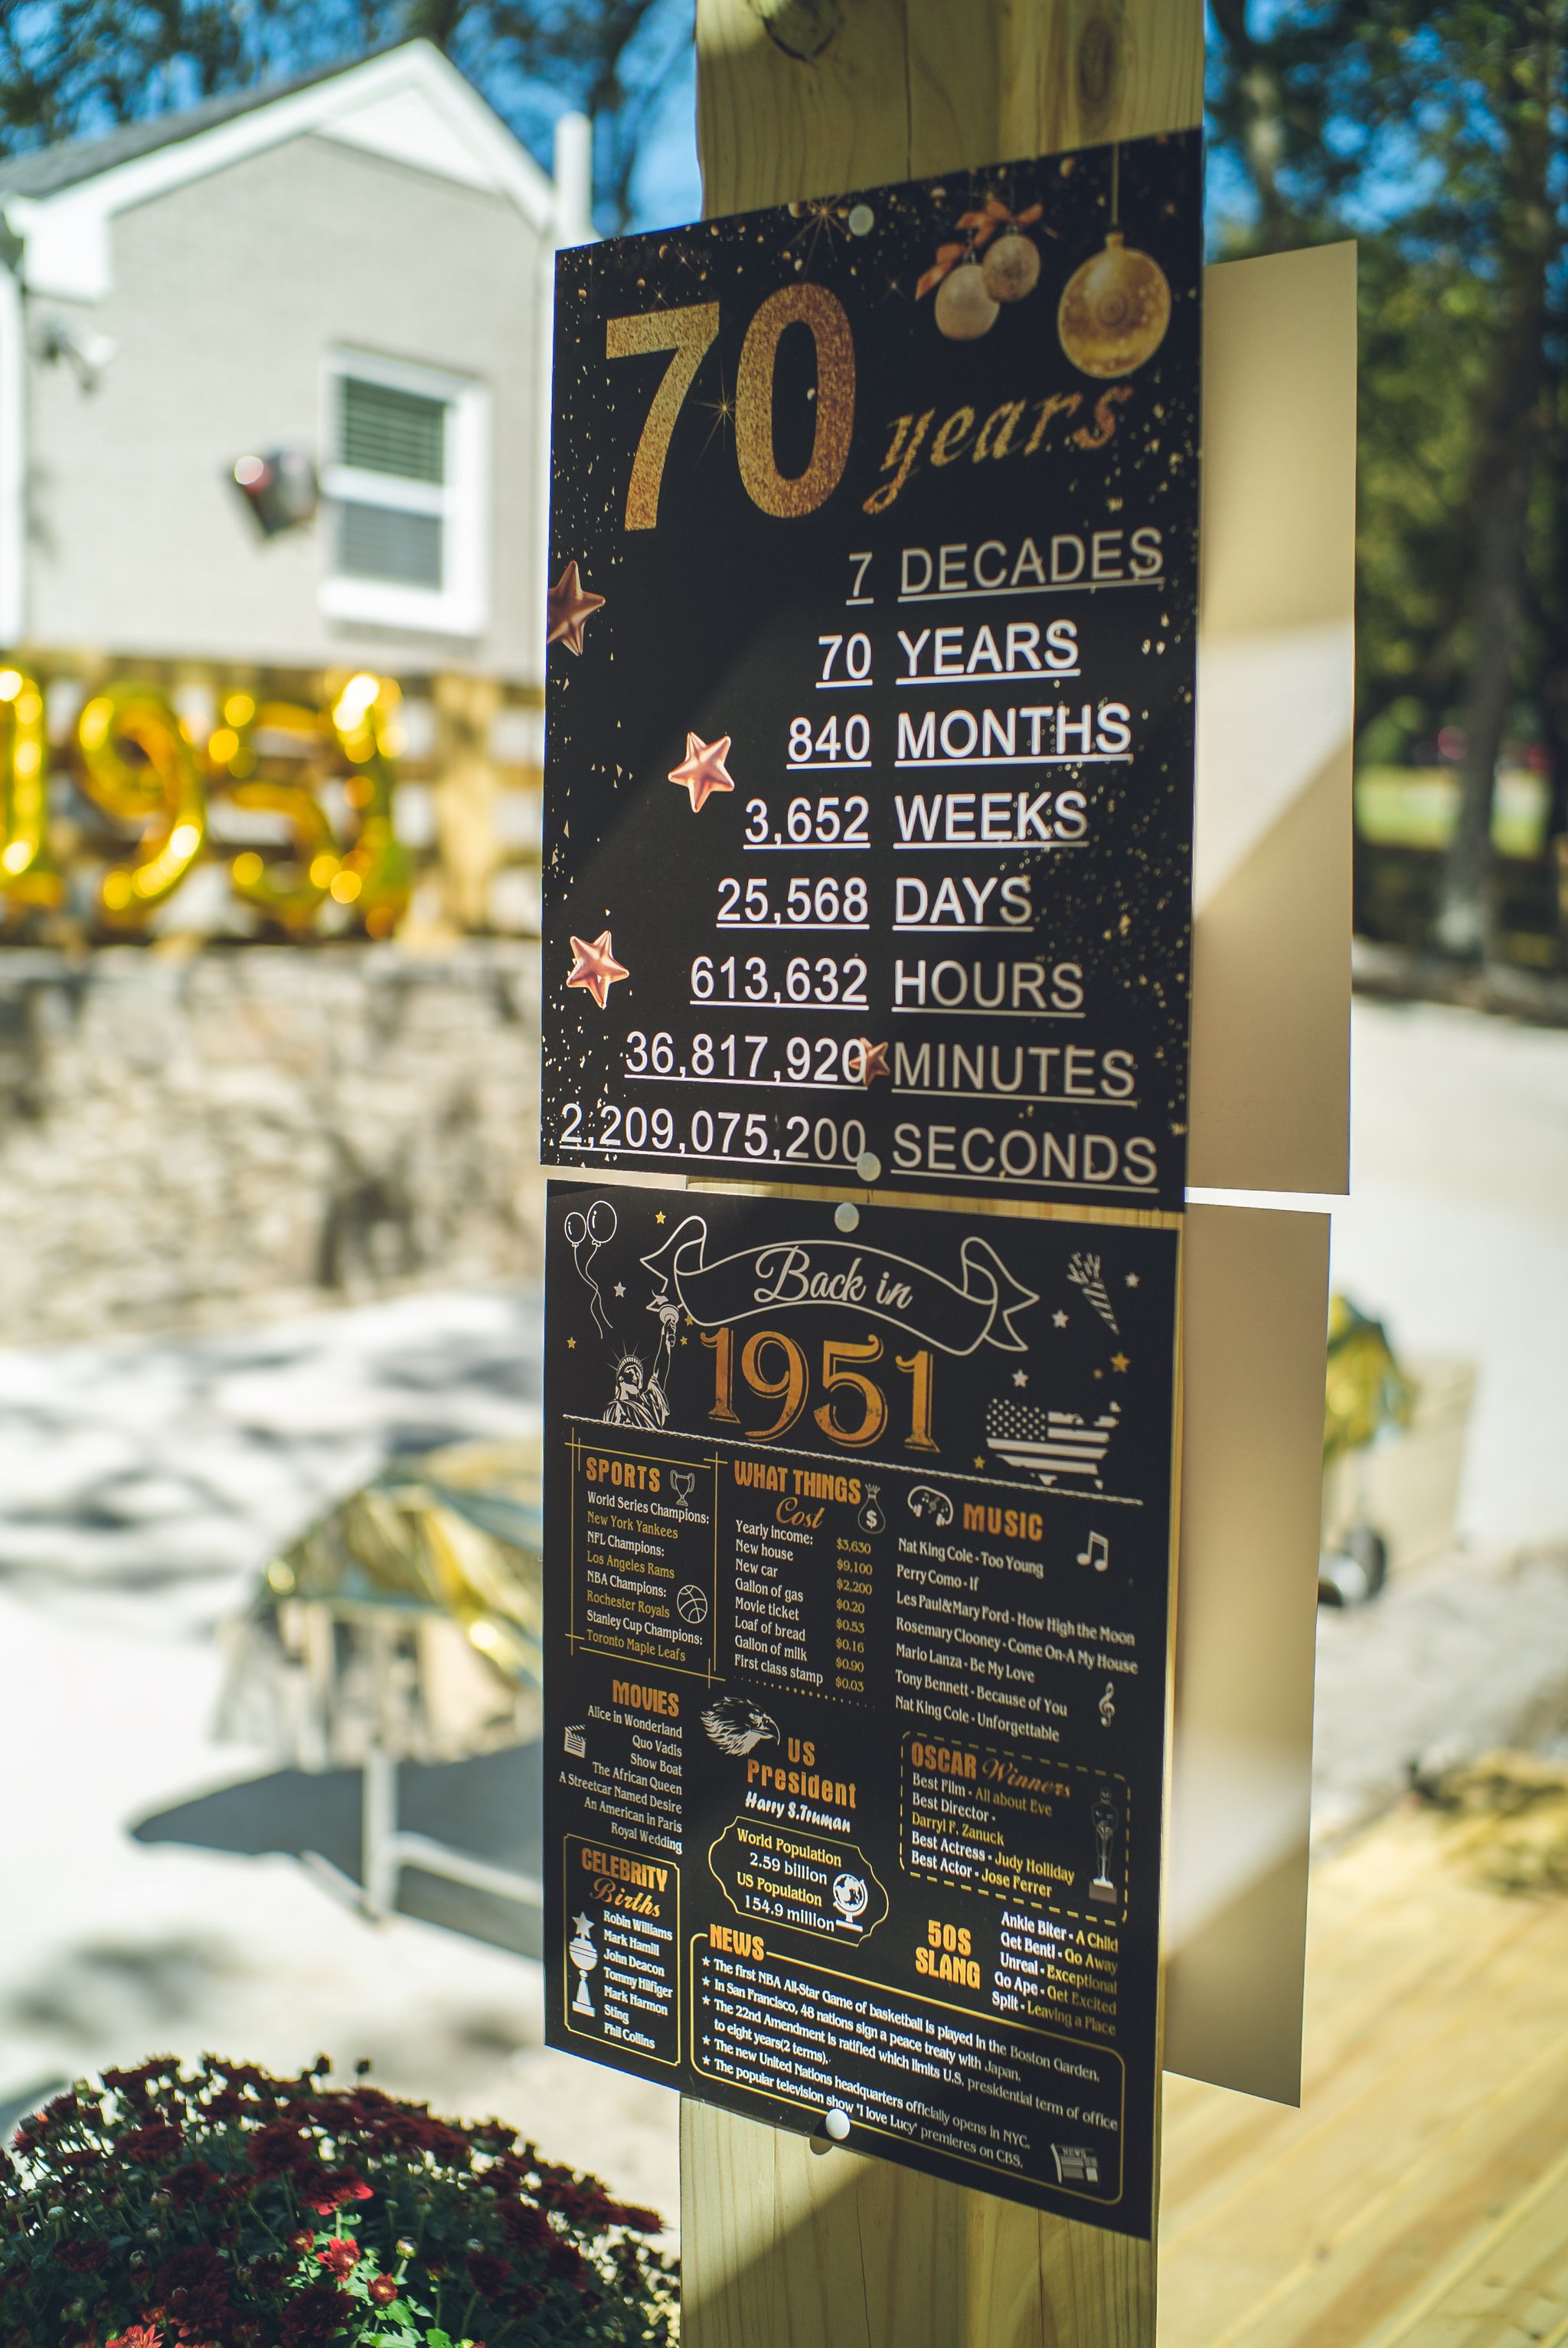 1951
70 years
7 DECADES
70 YEARS
840 MONTHS
3,652 WEEKS
25,568 DAYS
613,632 HOURS
36,817,920 MINUTES
2,209,075,200 SECONDS
Back in
1951
SPORTS
World Series Champions:
New York Yankees
NFL Champions:
Los Angeles Rams
NBA Champions:
Rochester Royals
Stanley Cup Champions:
Toronto Maple Leafs
WHAT THINGS
Cost
$
Yearly income: $3,630
New house $9,100
New car $2,200
Gallon of gas $0.20
Movie ticket $0.53
Loaf of bread $0.16
Gallon of milk $0.90
First class stamp $0.03
MUSIC
Nat King Cole - Too Young
Perry Como - If
Les Paul&Mary Ford - How High the Moon
Rosemary Clooney - Come On-A My House
Mario Lanza - Be My Love
Tony Bennett - Because of You
Nat King Cole - Unforgettable
MOVIES
Alice in Wonderland
Quo Vadis
Show Boat
The African Queen
A Streetcar Named Desire
An American in Paris
Royal Wedding
US
President
Harry S.Truman
World Population
2.59 billion
US Population
154.9 million
OSCAR Winners
Best Film - All about Eve
Best Director -
Darryl F. Zanuck
Best Actress - Judy Holliday
Best Actor - Jose Ferrer
CELEBRITY
Births
Robin Williams
Mark Hamill
John Deacon
Tommy Hilfiger
Mark Harmon
Sting
Phil Collins
50S
SLANG
Ankle Biter - A Child
Get Bent! - Go Away
Unreal - Exceptional
Go Ape - Get Excited
Split - Leaving a Place
NEWS
★ The first NBA All-Star Game of basketball is played in the Boston Garden.
★ In San Francisco, 48 nations sign a peace treaty with Japan.
★ The 22nd Amendment is ratified which limits U.S. presidential term of office
to eight years(2 terms).
★ The new United Nations headquarters officially opens in NYC.
★ The popular television show "I love Lucy" premieres on CBS.
NEWS